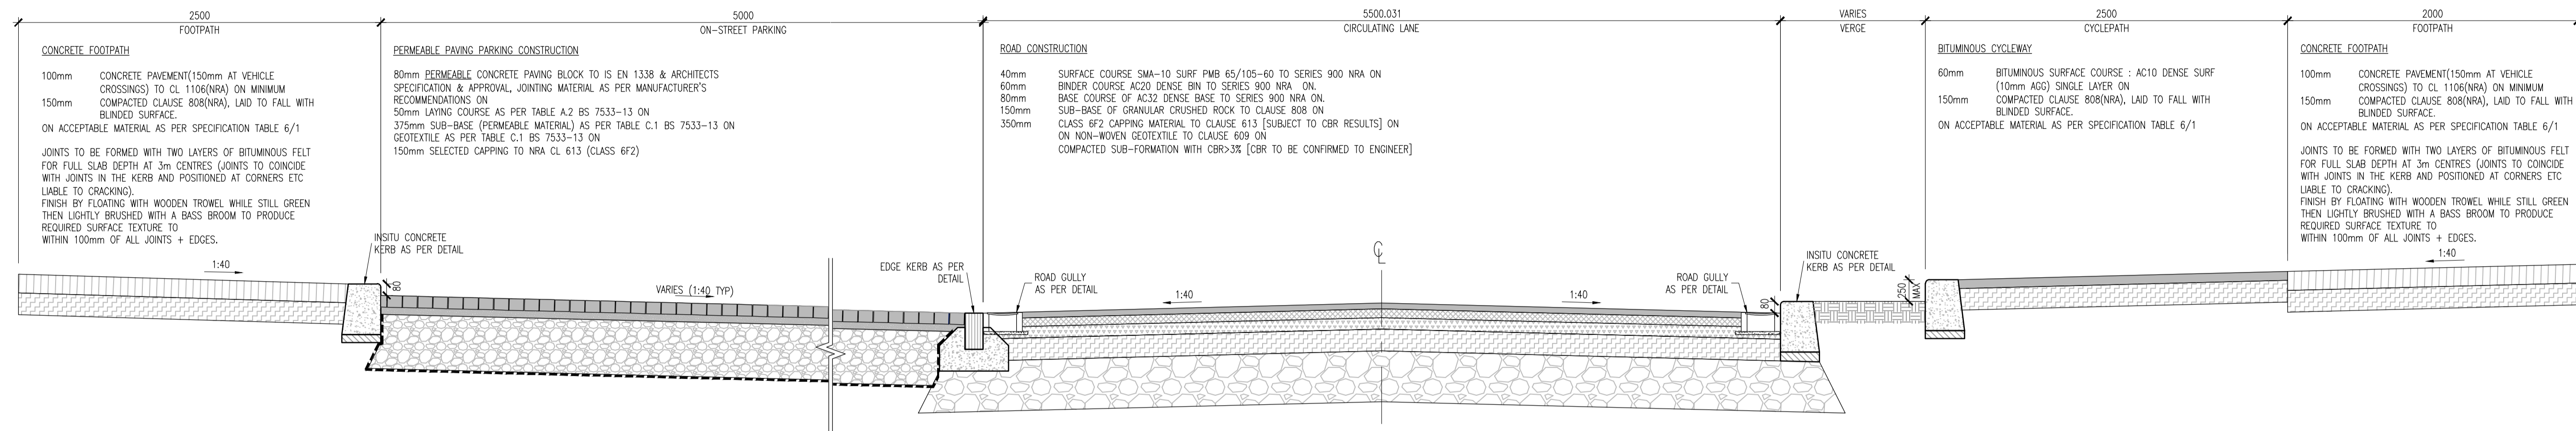 2500
FOOTPATH
5000
ON-STREET PARKING
5500.031
CIRCULATING LANE
VARIES
VERGE
2500
CYCLEPATH
2000
FOOTPATH
CONCRETE FOOTPATH
100mm CONCRETE PAVEMENT(150mm AT VEHICLE
CROSSINGS) TO CL 1106(NRA) ON MINIMUM
150mm COMPACTED CLAUSE 808(NRA), LAID TO FALL WITH
BLINDED SURFACE.
ON ACCEPTABLE MATERIAL AS PER SPECIFICATION TABLE 6/1
JOINTS TO BE FORMED WITH TWO LAYERS OF BITUMINOUS FELT
FOR FULL SLAB DEPTH AT 3m CENTRES (JOINTS TO COINCIDE
WITH JOINTS IN THE KERB AND POSITIONED AT CORNERS ETC
LIABLE TO CRACKING).
FINISH BY FLOATING WITH WOODEN TROWEL WHILE STILL GREEN
THEN LIGHTLY BRUSHED WITH A BASS BROOM TO PRODUCE
REQUIRED SURFACE TEXTURE TO
WITHIN 100mm OF ALL JOINTS + EDGES.
PERMEABLE PAVING PARKING CONSTRUCTION
80mm PERMEABLE CONCRETE PAVING BLOCK TO IS EN 1338 & ARCHITECTS
SPECIFICATION & APPROVAL, JOINTING MATERIAL AS PER MANUFACTURER'S
RECOMMENDATIONS ON
50mm LAYING COURSE AS PER TABLE A.2 BS 7533-13 ON
375mm SUB-BASE (PERMEABLE MATERIAL) AS PER TABLE C.1 BS 7533-13 ON
GEOTEXTILE AS PER TABLE C.1 BS 7533-13 ON
150mm SELECTED CAPPING TO NRA CL 613 (CLASS 6F2)
ROAD CONSTRUCTION
40mm SURFACE COURSE SMA-10 SURF PMB 65/105-60 TO SERIES 900 NRA ON
60mm BINDER COURSE AC20 DENSE BIN TO SERIES 900 NRA ON.
80mm BASE COURSE OF AC32 DENSE BASE TO SERIES 900 NRA ON.
150mm SUB-BASE OF GRANULAR CRUSHED ROCK TO CLAUSE 808 ON
350mm CLASS 6F2 CAPPING MATERIAL TO CLAUSE 613 [SUBJECT TO CBR RESULTS] ON
ON NON-WOVEN GEOTEXTILE TO CLAUSE 609 ON
COMPACTED SUB-FORMATION WITH CBR>3% [CBR TO BE CONFIRMED TO ENGINEER]
BITUMINOUS CYCLEWAY
60mm BITUMINOUS SURFACE COURSE : AC10 DENSE SURF
(10mm AGG) SINGLE LAYER ON
150mm COMPACTED CLAUSE 808(NRA), LAID TO FALL WITH
BLINDED SURFACE.
ON ACCEPTABLE MATERIAL AS PER SPECIFICATION TABLE 6/1
CONCRETE FOOTPATH
100mm CONCRETE PAVEMENT(150mm AT VEHICLE
CROSSINGS) TO CL 1106(NRA) ON MINIMUM
150mm COMPACTED CLAUSE 808(NRA), LAID TO FALL WITH
BLINDED SURFACE.
ON ACCEPTABLE MATERIAL AS PER SPECIFICATION TABLE 6/1
JOINTS TO BE FORMED WITH TWO LAYERS OF BITUMINOUS FELT
FOR FULL SLAB DEPTH AT 3m CENTRES (JOINTS TO COINCIDE
WITH JOINTS IN THE KERB AND POSITIONED AT CORNERS ETC
LIABLE TO CRACKING).
FINISH BY FLOATING WITH WOODEN TROWEL WHILE STILL GREEN
THEN LIGHTLY BRUSHED WITH A BASS BROOM TO PRODUCE
REQUIRED SURFACE TEXTURE TO
WITHIN 100mm OF ALL JOINTS + EDGES.
1:40
INSITU CONCRETE
KERB AS PER DETAIL
80
VARIES (1:40 TYP)
EDGE KERB AS PER
DETAIL
ROAD GULLY
AS PER DETAIL
1:40
℄
1:40
ROAD GULLY
AS PER DETAIL
80
INSITU CONCRETE
KERB AS PER DETAIL
250
MAX
1:40